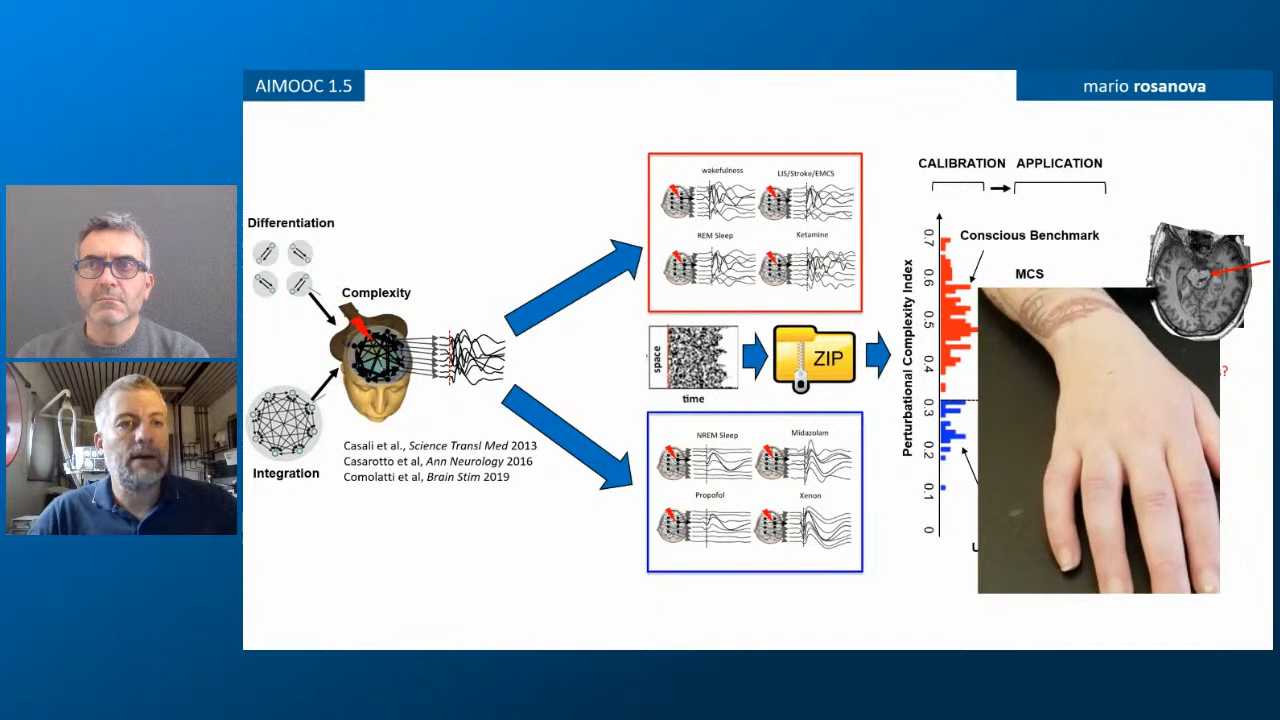 AIMOOC 1.5
mario rosanova
Differentiation
Complexity
Integration
Casali et al., Science Transl Med 2013
Casarotto et al, Ann Neurology 2016
Comolatti et al, Brain Stim 2019
wakefulness
LIS/Stroke/EMCS
REM Sleep
Ketamine
space
time
ZIP
NREM Sleep
Midazolam
Propofol
Xenon
CALIBRATION
APPLICATION
Perturbational Complexity Index
0.7
0.6
0.5
0.4
0.3
0.2
0.1
0
Conscious Benchmark
MCS
?